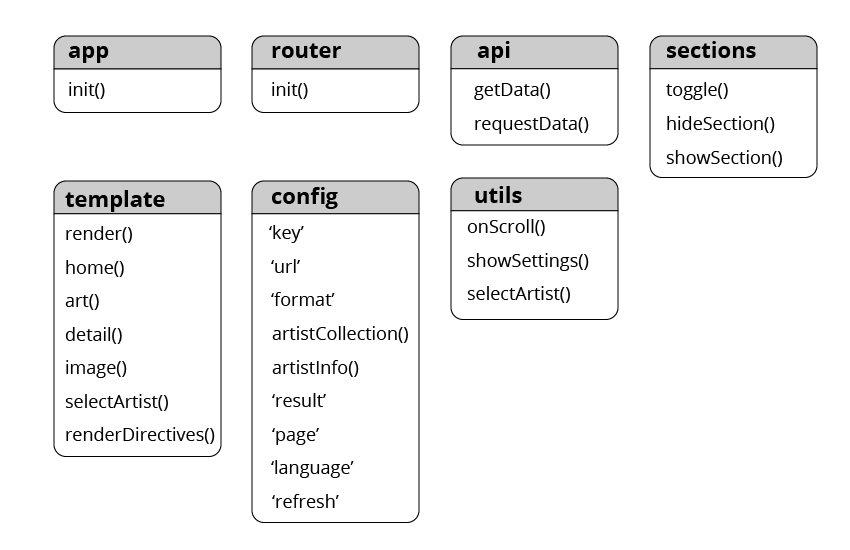 app
init()
router
init()
api
getData()
requestData()
sections
toggle()
hideSection()
showSection()
template
render()
home()
art()
detail()
image()
selectArtist()
renderDirectives()
config
‘key’
‘url’
‘format’
artistCollection()
artistInfo()
‘result’
‘page’
‘language’
‘refresh’
utils
onScroll()
showSettings()
selectArtist()